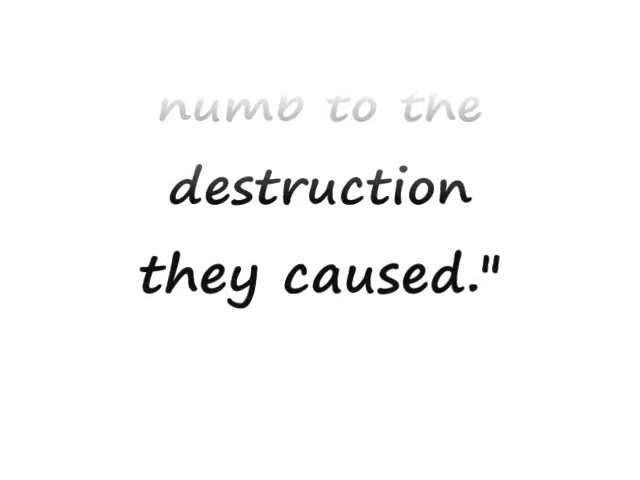 numb to the
destruction
they caused."